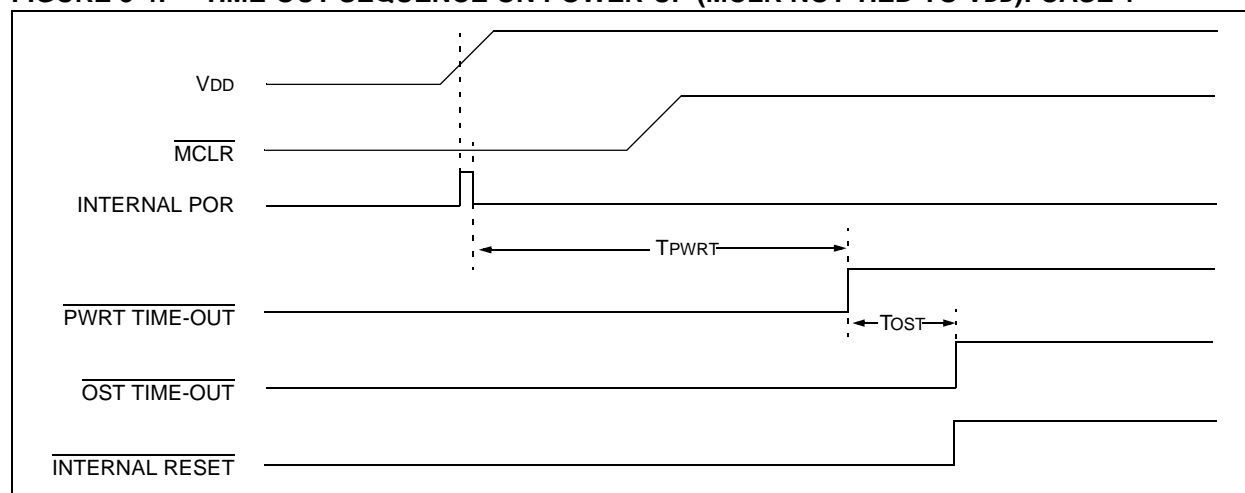 VDD
MCLR
INTERNAL POR
TPWRT
PWRT TIME-OUT
TOST
OST TIME-OUT
INTERNAL RESET